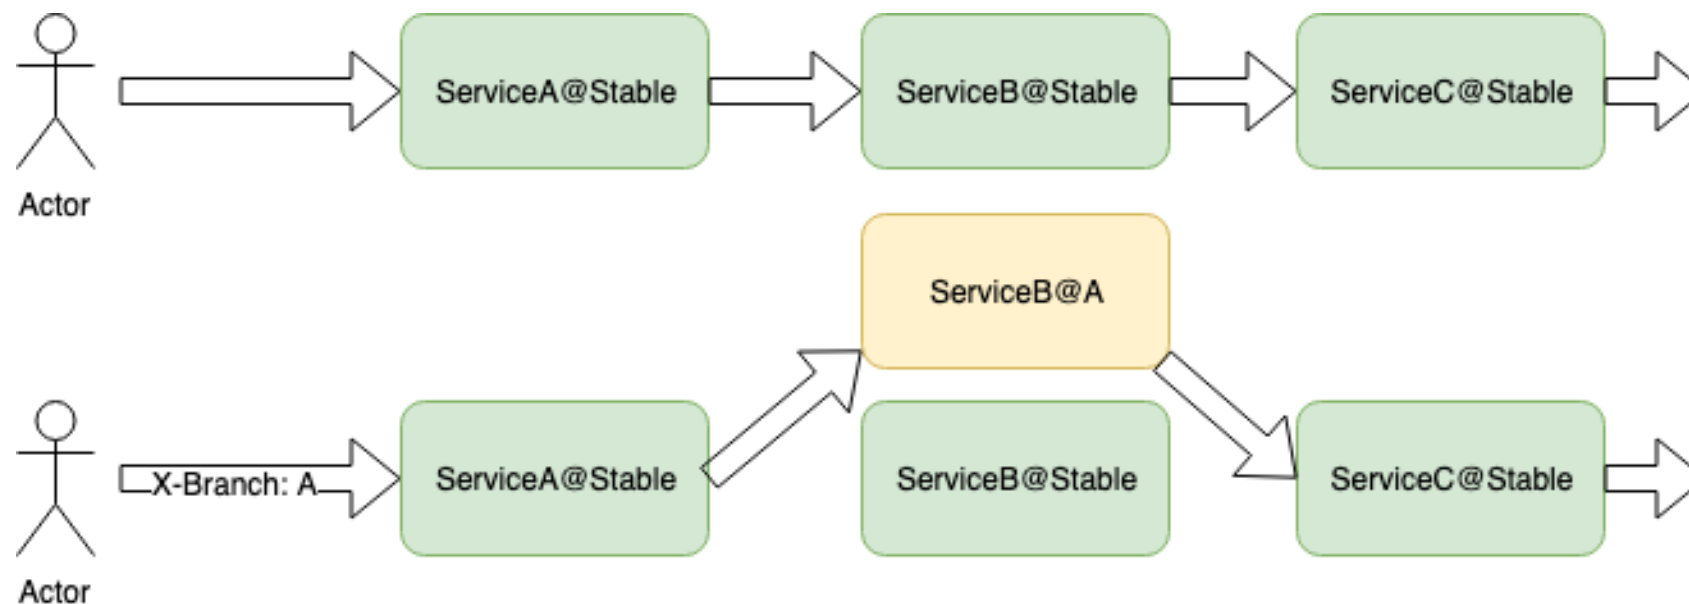 ServiceA@Stable
ServiceB@Stable
ServiceC@Stable
Actor
ServiceB@A
X-Branch: A
ServiceA@Stable
ServiceB@Stable
ServiceC@Stable
Actor